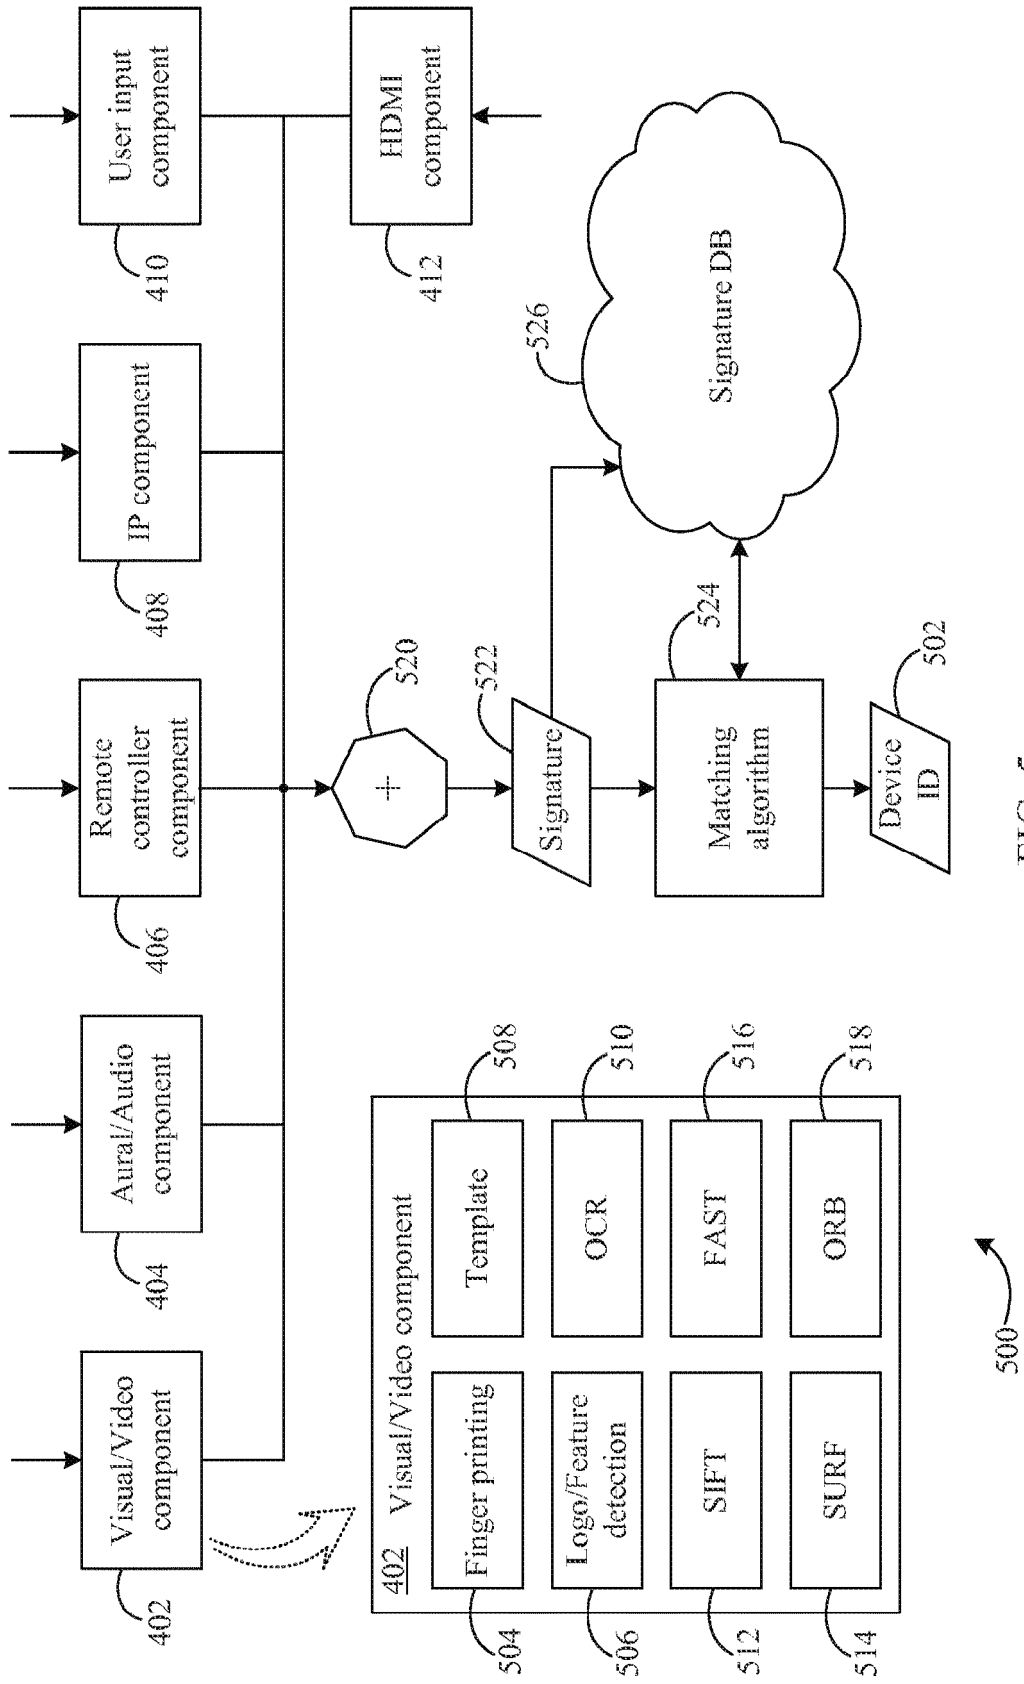 Visual/Video
component
402
Aural/Audio
component
404
Remote
controller
component
406
IP component
408
User input
component
410
HDMI
component
412
402 Visual/Video component
Finger printing
504
Template
508
Logo/Feature
detection
506
OCR
510
SIFT
512
FAST
516
SURF
514
ORB
518
+
520
Signature
522
Matching
algorithm
524
Signature DB
526
Device
ID
502
500